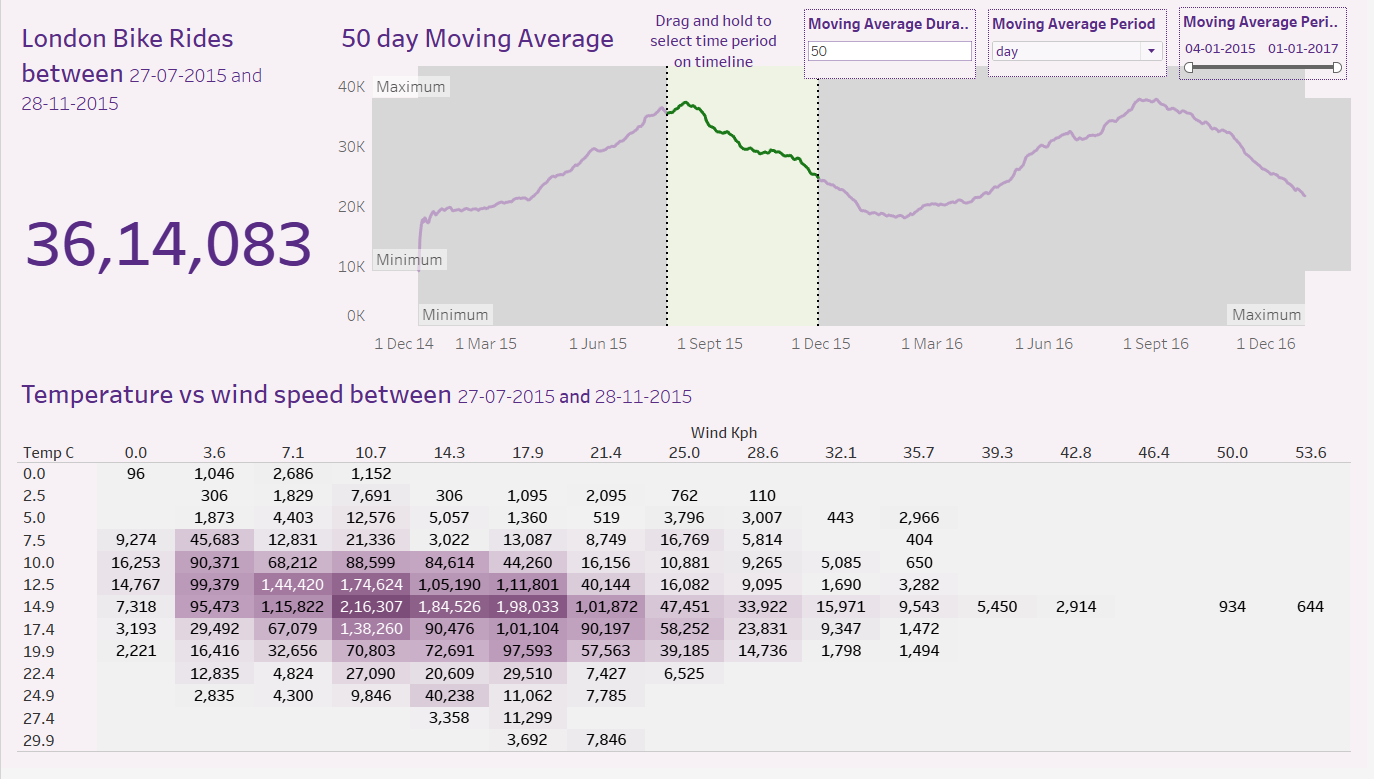 London Bike Rides
between 27-07-2015 and
28-11-2015
36,14,083
50 day Moving Average
Drag and hold to
select time period
on timeline
Moving Average Dura..
50
Moving Average Period
day
Moving Average Peri..
04-01-2015 01-01-2017
40K
30K
20K
10K
0K
Maximum
Minimum
Minimum
Maximum
1 Dec 14 1 Mar 15 1 Jun 15 1 Sept 15 1 Dec 15 1 Mar 16 1 Jun 16 1 Sept 16 1 Dec 16
Temperature vs wind speed between 27-07-2015 and 28-11-2015
Wind Kph
Temp C 0.0 3.6 7.1 10.7 14.3 17.9 21.4 25.0 28.6 32.1 35.7 39.3 42.8 46.4 50.0 53.6
0.0 96 1,046 2,686 1,152
2.5 306 1,829 7,691 306 1,095 2,095 762 110
5.0 1,873 4,403 12,576 5,057 1,360 519 3,796 3,007 443 2,966
7.5 9,274 45,683 12,831 21,336 3,022 13,087 8,749 16,769 5,814 404
10.0 16,253 90,371 68,212 88,599 84,614 44,260 16,156 10,881 9,265 5,085 650
12.5 14,767 99,379 1,44,420 1,74,624 1,05,190 1,11,801 40,144 16,082 9,095 1,690 3,282
14.9 7,318 95,473 1,15,822 2,16,307 1,84,526 1,98,033 1,01,872 47,451 33,922 15,971 9,543 5,450 2,914 934 644
17.4 3,193 29,492 67,079 1,38,260 90,476 1,01,104 90,197 58,252 23,831 9,347 1,472
19.9 2,221 16,416 32,656 70,803 72,691 97,593 57,563 39,185 14,736 1,798 1,494
22.4 12,835 4,824 27,090 20,609 29,510 7,427 6,525
24.9 2,835 4,300 9,846 40,238 11,062 7,785
27.4 3,358 11,299
29.9 3,692 7,846